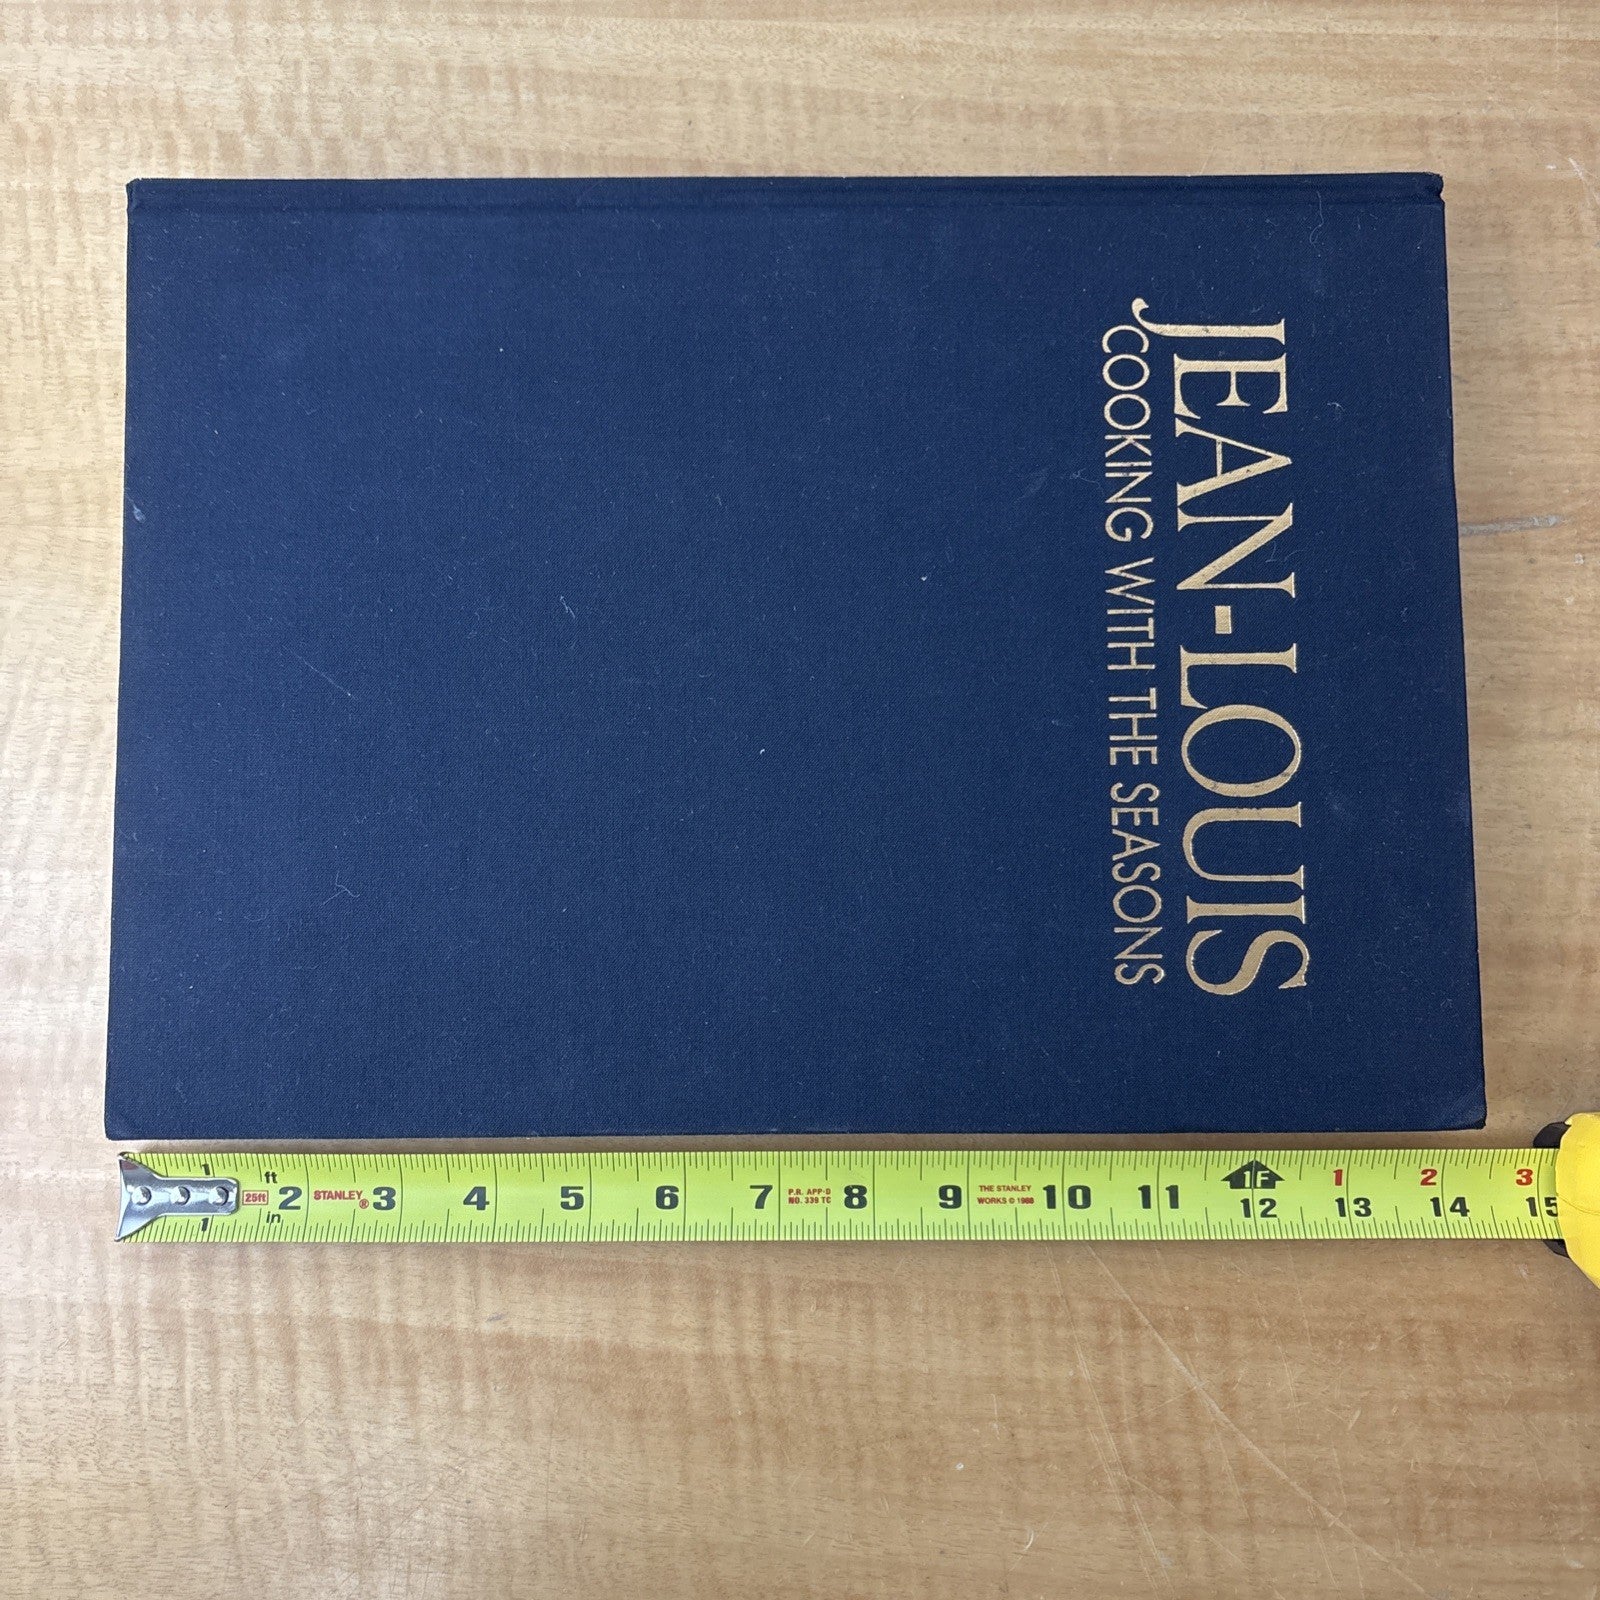 JEAN-LOUIS
COOKING WITH THE SEASONS
1 ft 1 2 3
25ft 2 STANLEY® 3 4 5 6 7 P.R. APP-D 8 THE STANLEY 9 10 11 1F 12 13 14 15
NO. 339 TC WORKS © 1988
1 in